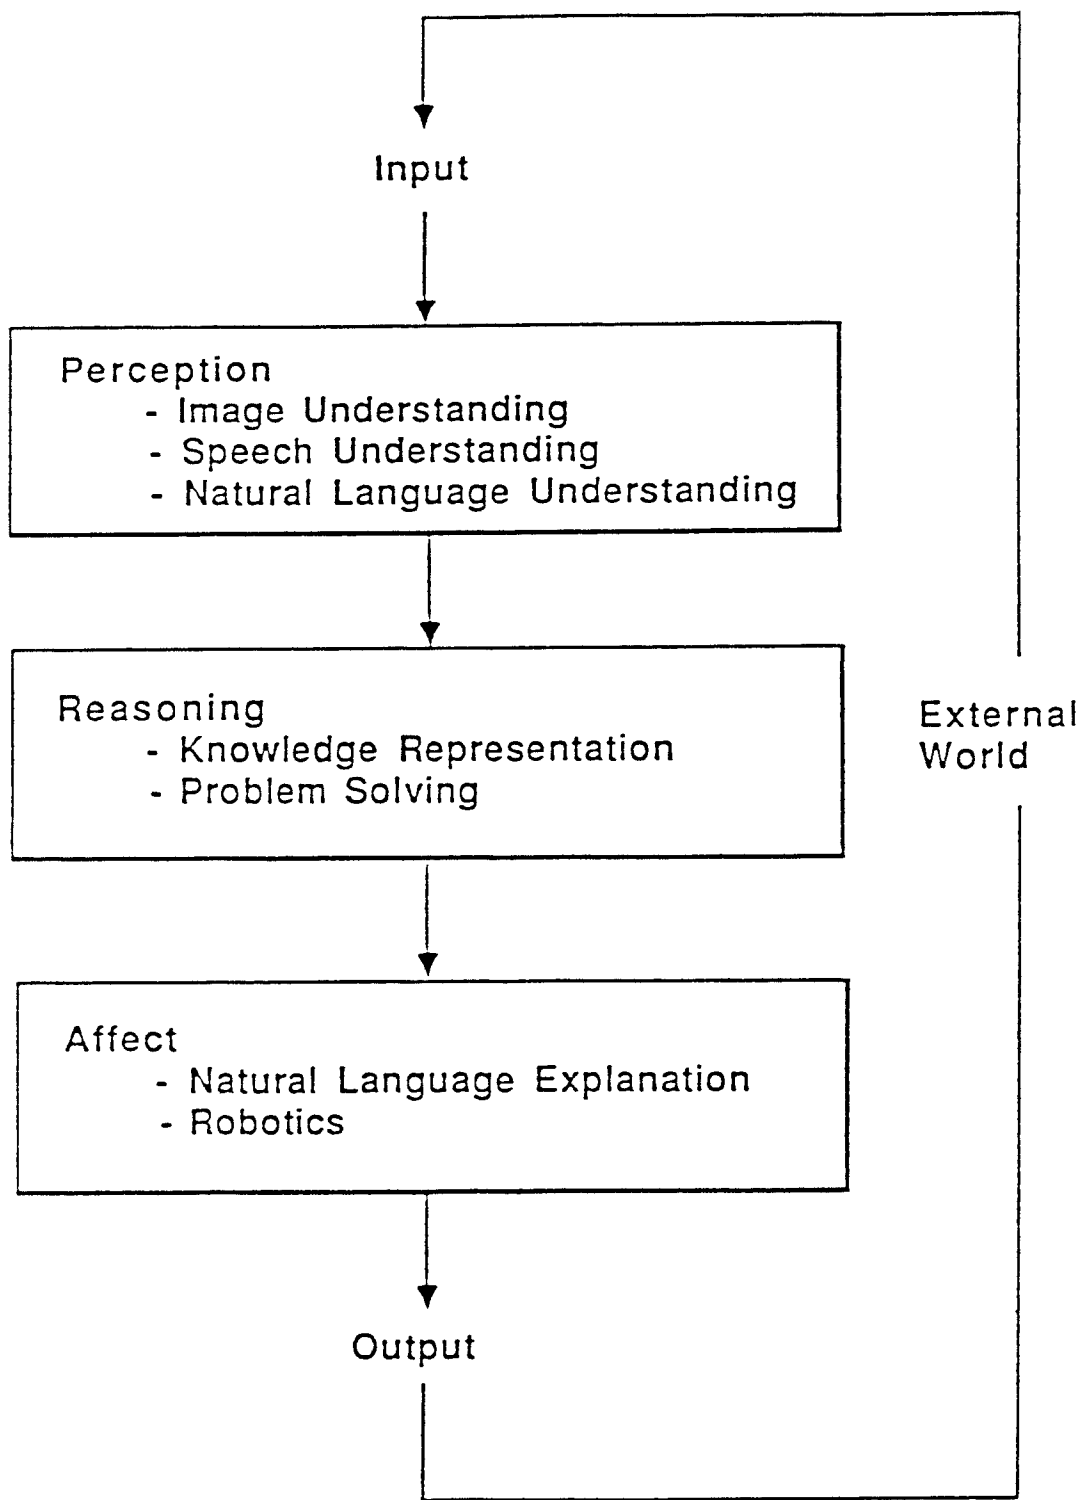 Input
Perception
- Image Understanding
- Speech Understanding
- Natural Language Understanding
Reasoning
- Knowledge Representation
- Problem Solving
External
World
Affect
- Natural Language Explanation
- Robotics
Output